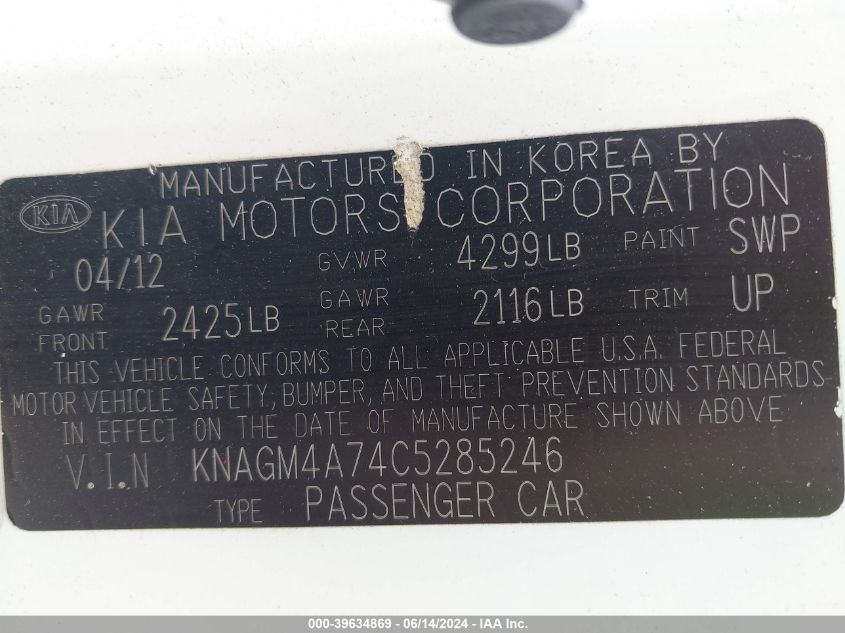 MANUFACTURED IN KOREA BY
KIA KIA MOTORS CORPORATION
04/12 GVWR 4299LB PAINT SWP
GAWR FRONT 2425LB GAWR REAR 2116LB TRIM UP
THIS VEHICLE CONFORMS TO ALL APPLICABLE U.S.A. FEDERAL
MOTOR VEHICLE SAFETY, BUMPER, AND THEFT PREVENTION STANDARDS
IN EFFECT ON THE DATE OF MANUFACTURE SHOWN ABOVE
V.I.N KNAGM4A74C5285246
TYPE PASSENGER CAR
000-39634869 - 06/14/2024 - IAA Inc.